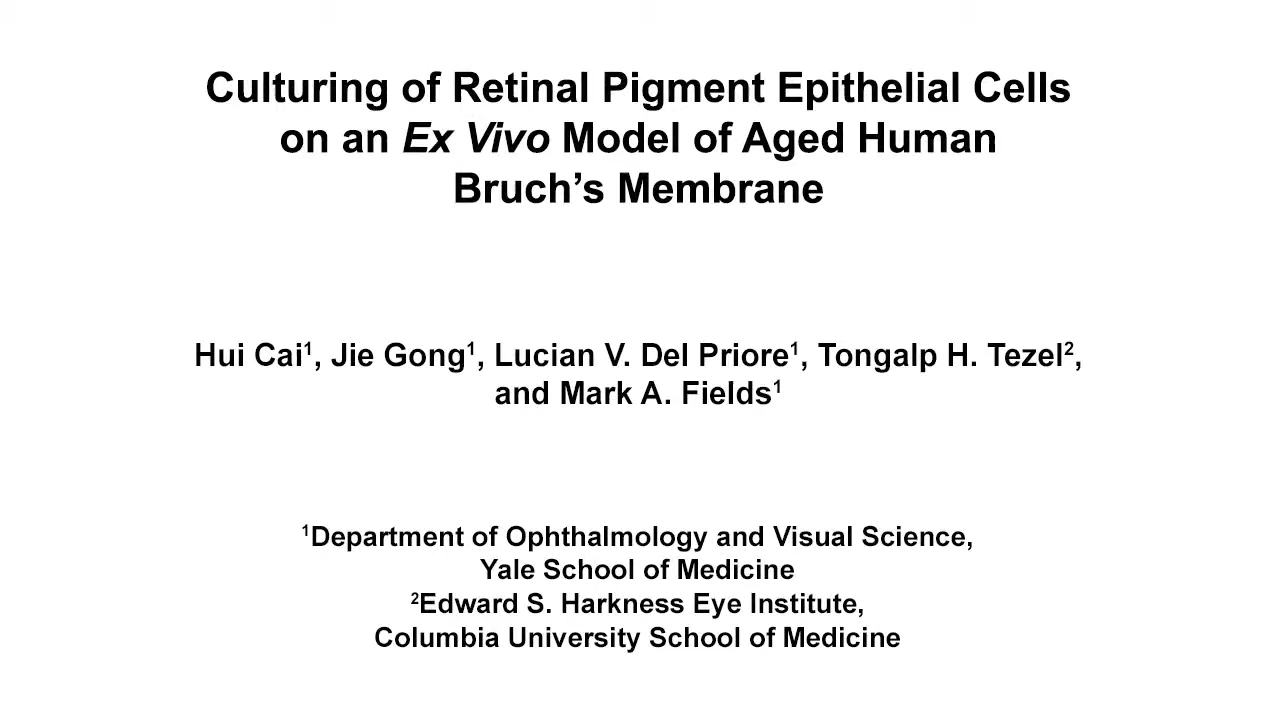 Culturing of Retinal Pigment Epithelial Cells
on an Ex Vivo Model of Aged Human
Bruch’s Membrane
Hui Cai¹, Jie Gong¹, Lucian V. Del Priore¹, Tongalp H. Tezel²,
and Mark A. Fields¹
¹Department of Ophthalmology and Visual Science,
Yale School of Medicine
²Edward S. Harkness Eye Institute,
Columbia University School of Medicine